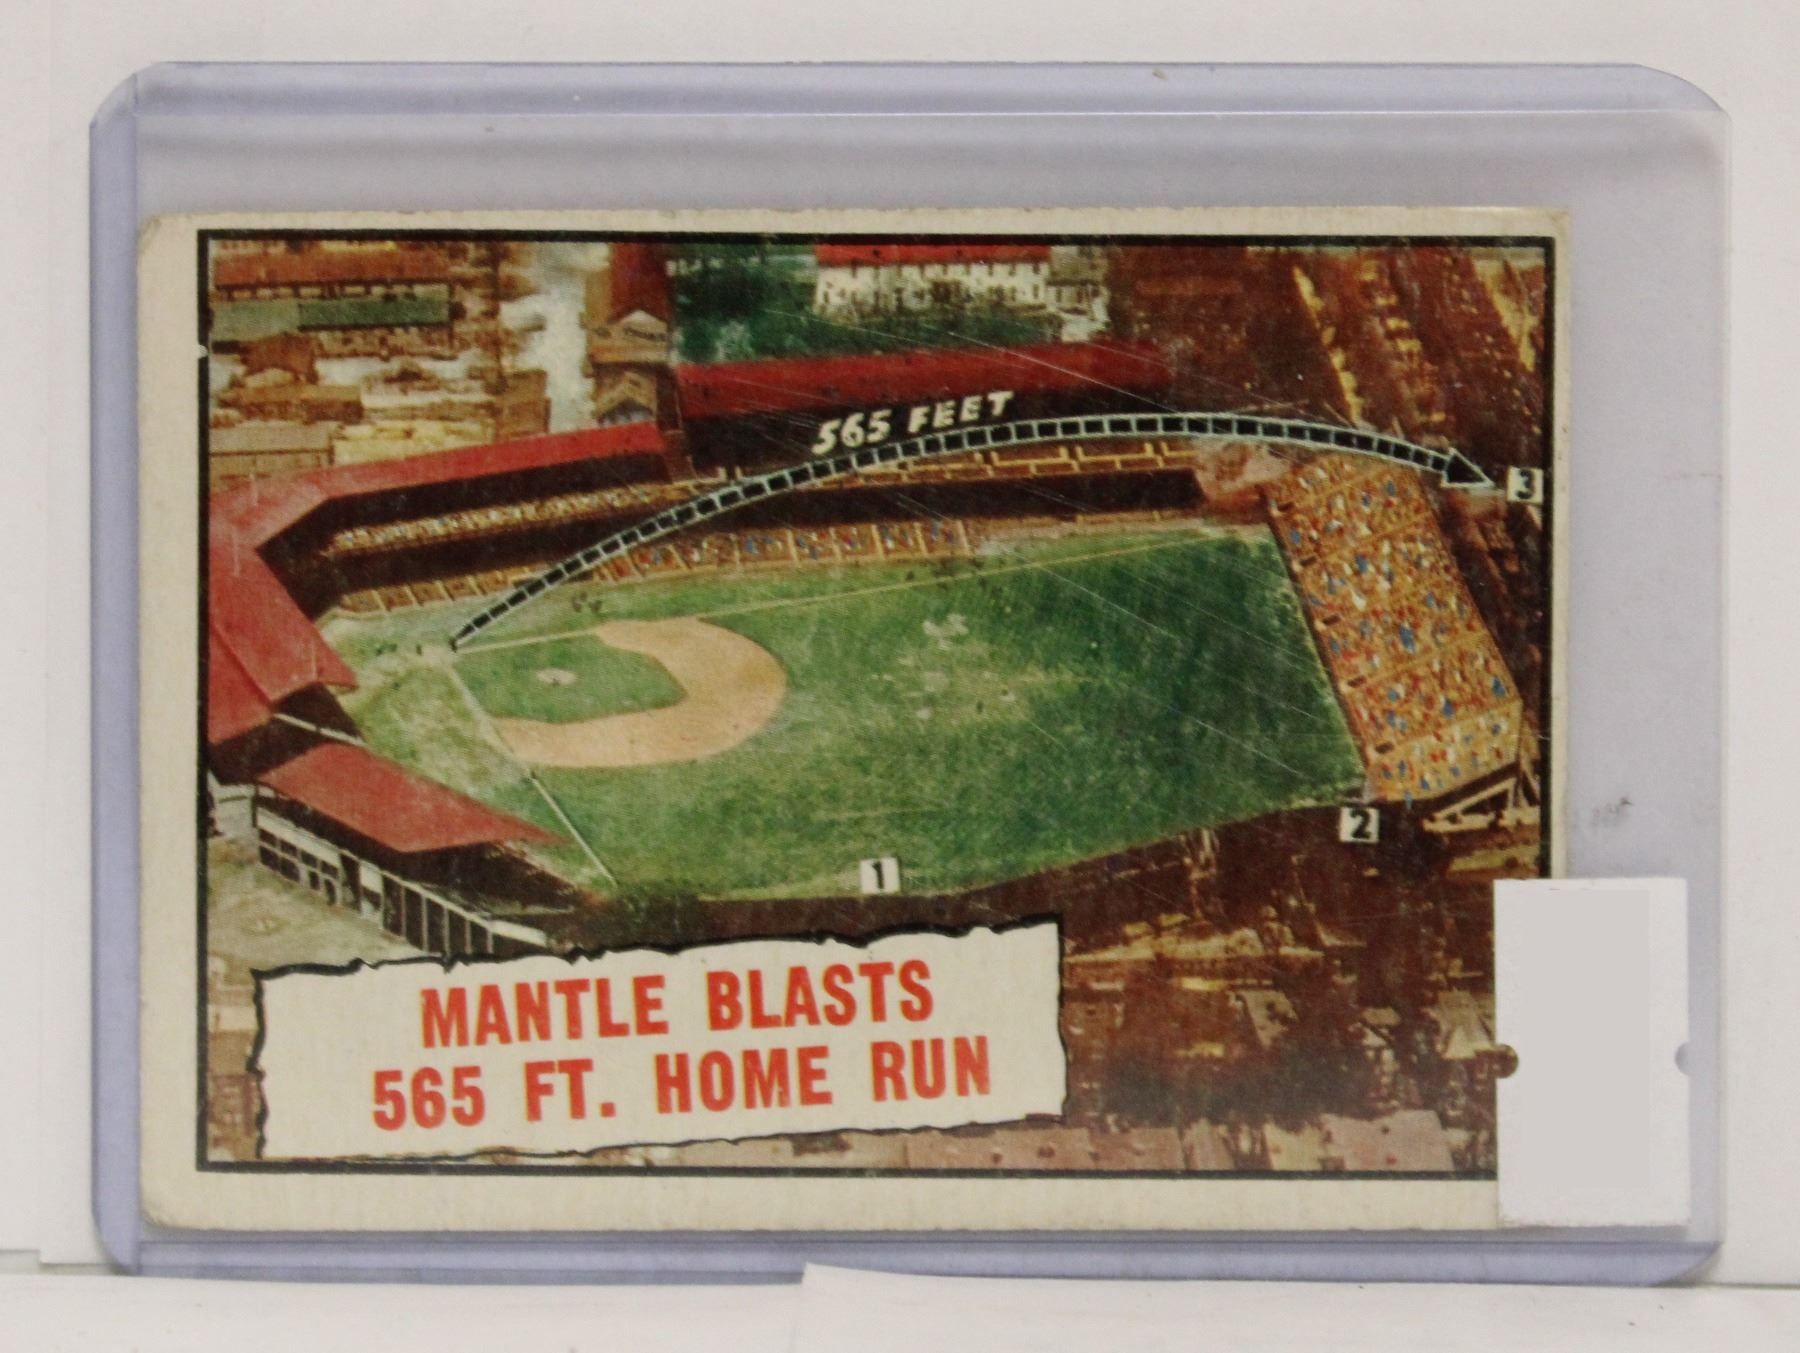 565 FEET
3
2
1
MANTLE BLASTS
565 FT. HOME RUN